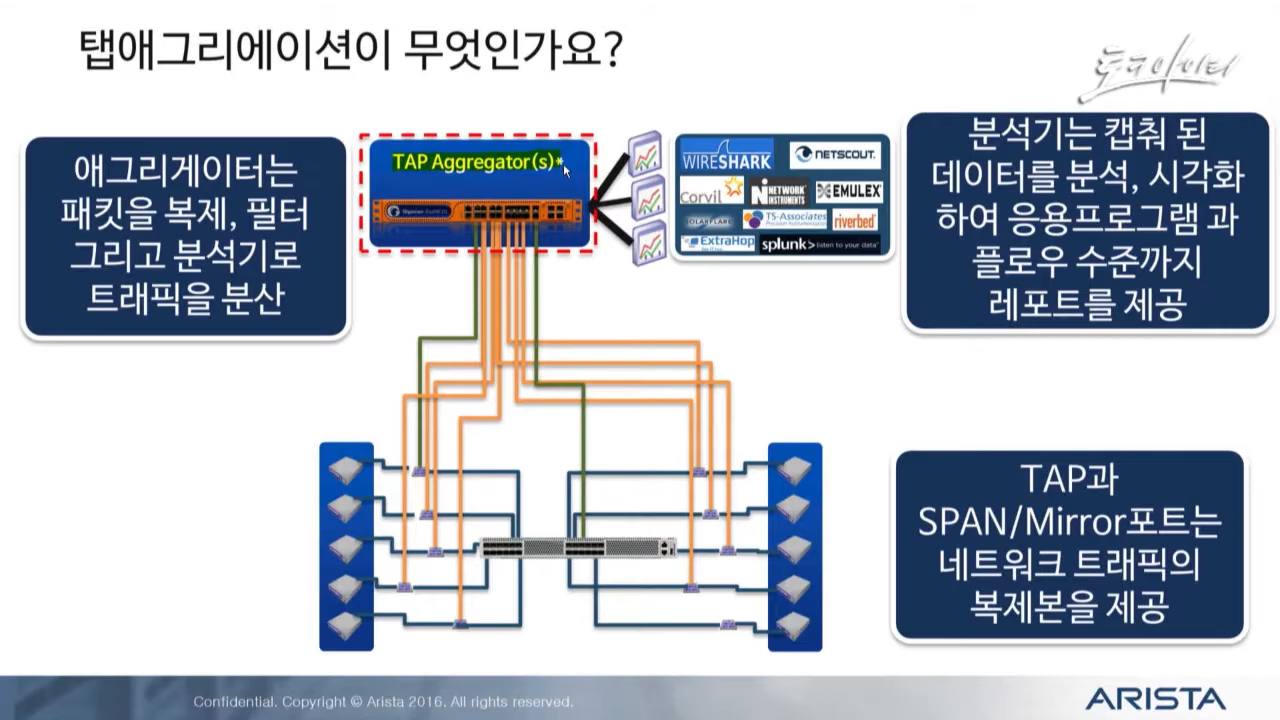 탭애그리에이션이 무엇인가요?
토크아이티
애그리게이터는
패킷을 복제, 필터
그리고 분석기로
트래픽을 분산
TAP Aggregator(s)*
WIRESHARK
NETSCOUT
Corvil
NETWORK INSTRUMENTS
EMULEX
SOLARFLARE
TS-Associates
riverbed
ExtraHop
splunk> listen to your data
분석기는 캡춰 된
데이터를 분석, 시각화
하여 응용프로그램 과
플로우 수준까지
레포트를 제공
TAP과
SPAN/Mirror포트는
네트워크 트래픽의
복제본을 제공
Confidential. Copyright © Arista 2016. All rights reserved.
ARISTA